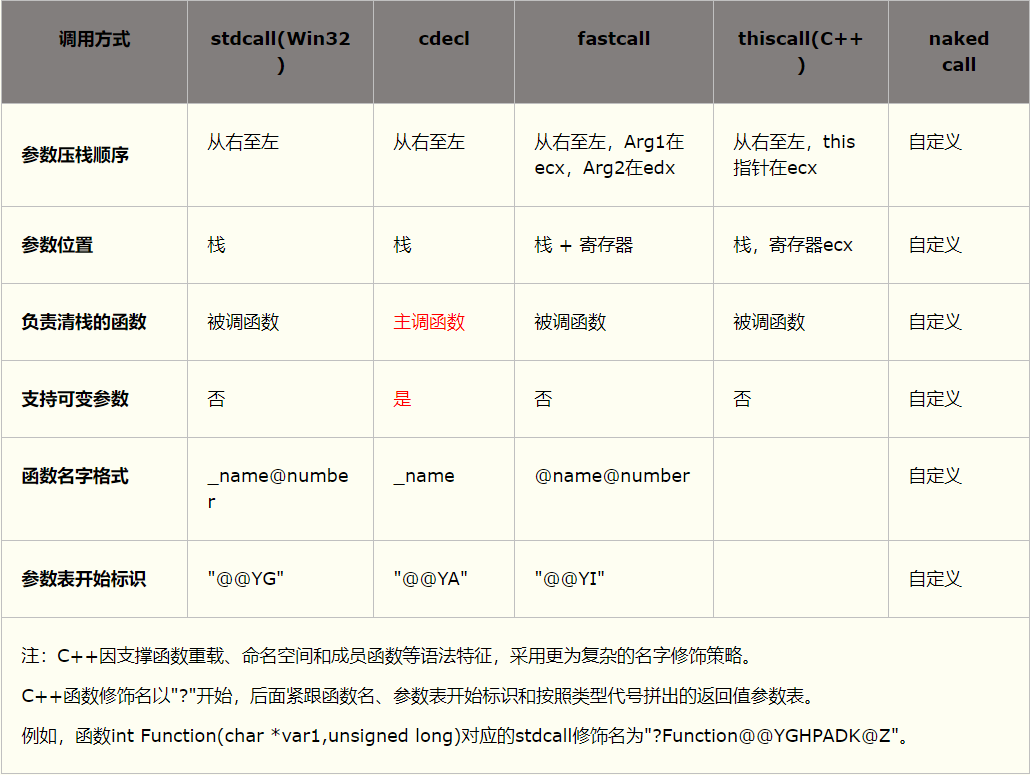 调用方式 stdcall(Win32 cdecl fastcall thiscall(C++ naked
) ) call
参数压栈顺序 从右至左 从右至左 从右至左，Arg1在 从右至左，this 自定义
ecx，Arg2在edx 指针在ecx
参数位置 栈 栈 栈 + 寄存器 栈，寄存器ecx 自定义
负责清栈的函数 被调函数 主调函数 被调函数 被调函数 自定义
支持可变参数 否 是 否 否 自定义
函数名字格式 _name@numbe _name @name@number 自定义
r
参数表开始标识 "@@YG" "@@YA" "@@YI" 自定义
注：C++因支撑函数重载、命名空间和成员函数等语法特征，采用更为复杂的名字修饰策略。
C++函数修饰名以"?"开始，后面紧跟函数名、参数表开始标识和按照类型代号拼出的返回值参数表。
例如，函数int Function(char *var1,unsigned long)对应的stdcall修饰名为"?Function@@YGHPADK@Z"。